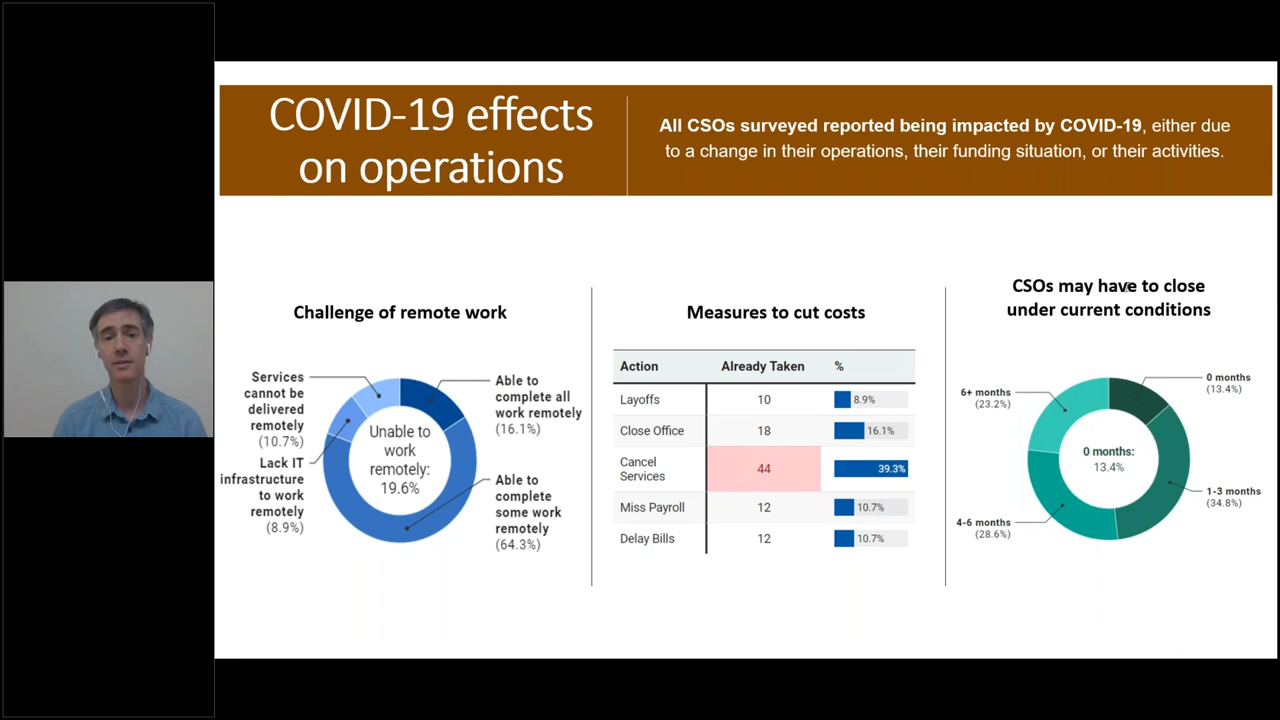 COVID-19 effects
on operations
All CSOs surveyed reported being impacted by COVID-19, either due
to a change in their operations, their funding situation, or their activities.
Challenge of remote work
Services
cannot be
delivered
remotely
(10.7%)
Lack IT
infrastructure
to work
remotely
(8.9%)
Unable to
work
remotely:
19.6%
Able to
complete all
work remotely
(16.1%)
Able to
complete
some work
remotely
(64.3%)
Measures to cut costs
Action Already Taken %
Layoffs 10 8.9%
Close Office 18 16.1%
Cancel
Services 44 39.3%
Miss Payroll 12 10.7%
Delay Bills 12 10.7%
CSOs may have to close
under current conditions
6+ months
(23.2%)
4-6 months
(28.6%)
0 months:
13.4%
0 months
(13.4%)
1-3 months
(34.8%)